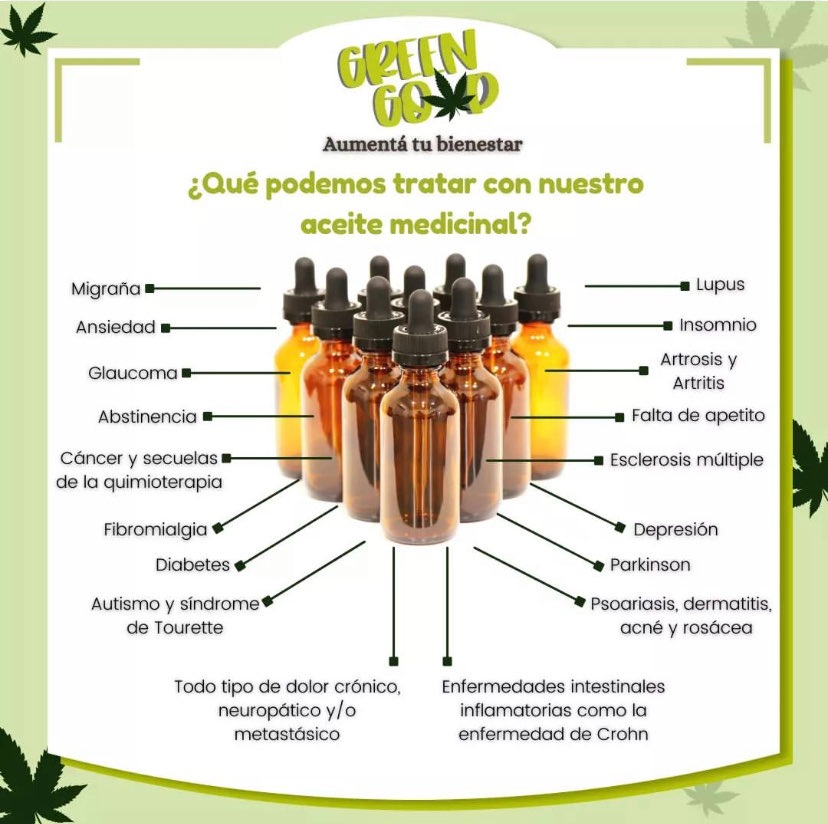 GREEN
GOLD
Aumentá tu bienestar
¿Qué podemos tratar con nuestro
aceite medicinal?
Migraña
Ansiedad
Glaucoma
Abstinencia
Cáncer y secuelas
de la quimioterapia
Fibromialgia
Diabetes
Autismo y síndrome
de Tourette
Todo tipo de dolor crónico,
neuropático y/o
metastásico
Enfermedades intestinales
inflamatorias como la
enfermedad de Crohn
Lupus
Insomnio
Artrosis y
Artritis
Falta de apetito
Esclerosis múltiple
Depresión
Parkinson
Psoariasis, dermatitis,
acné y rosácea